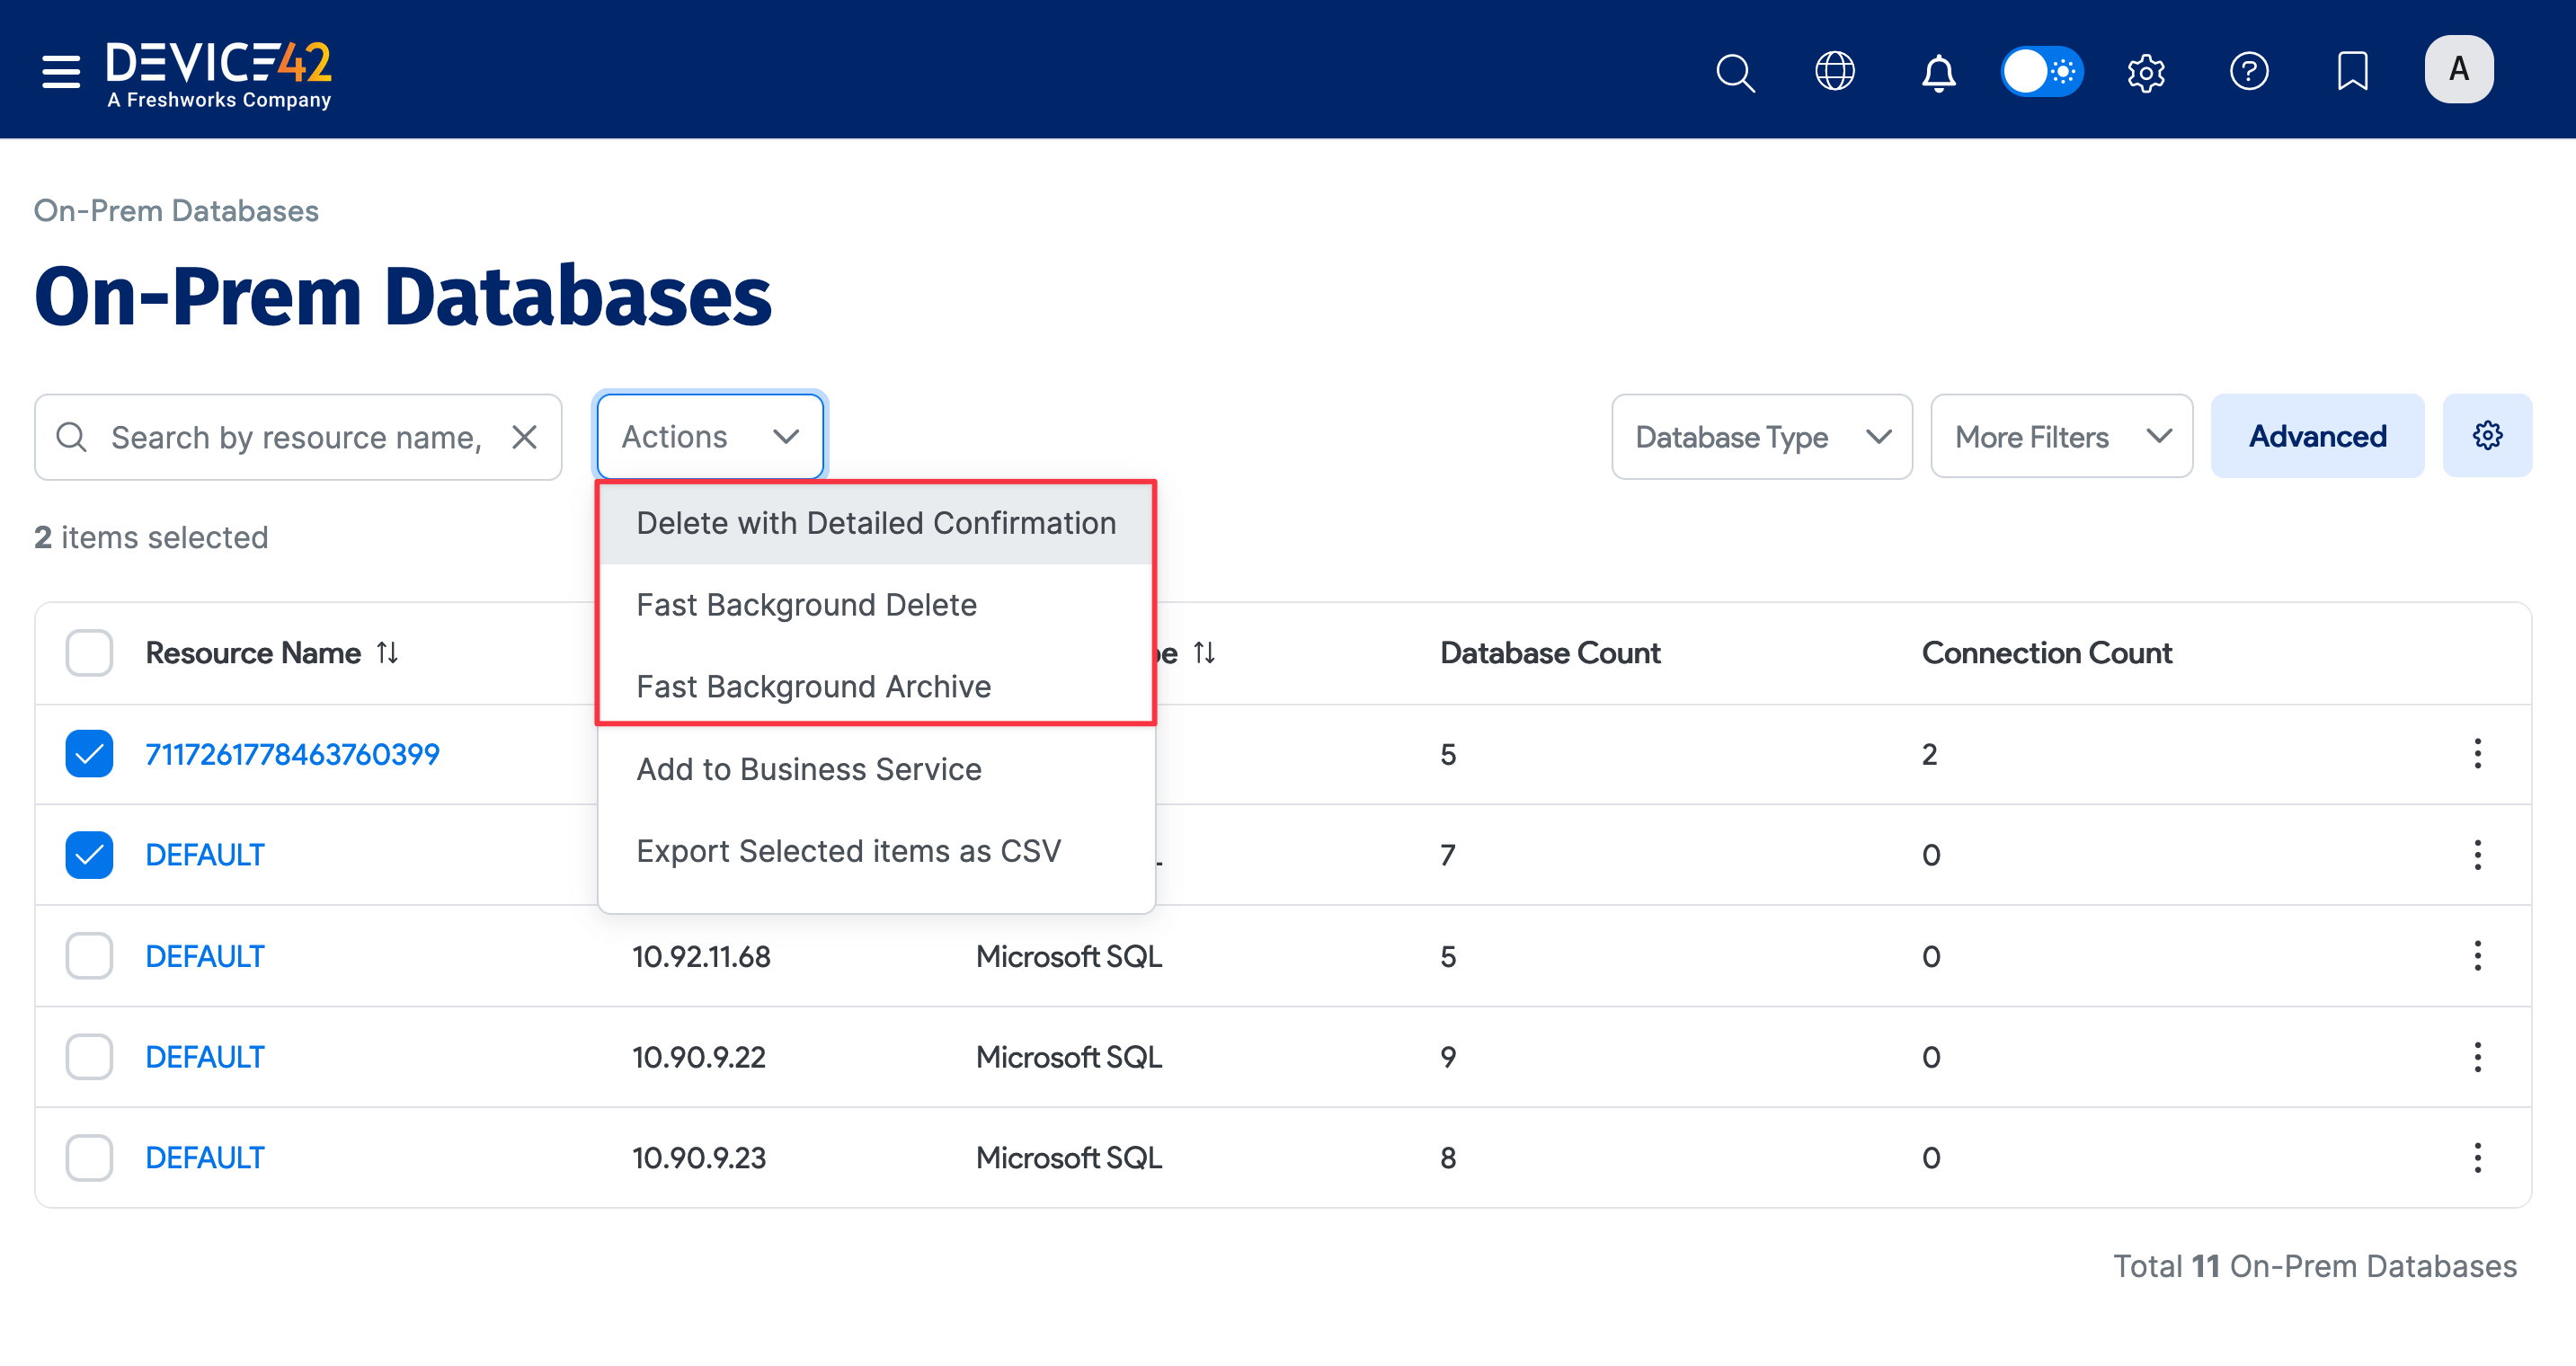 DEVICE42
A Freshworks Company
A
On-Prem Databases
On-Prem Databases
Search by resource name,
Actions
Database Type
More Filters
Advanced
2 items selected
Delete with Detailed Confirmation
Fast Background Delete
Fast Background Archive
Add to Business Service
Export Selected items as CSV
Resource Name
Database Count
Connection Count
7117261778463760399 5 2
DEFAULT 7 0
DEFAULT 10.92.11.68 Microsoft SQL 5 0
DEFAULT 10.90.9.22 Microsoft SQL 9 0
DEFAULT 10.90.9.23 Microsoft SQL 8 0
Total 11 On-Prem Databases